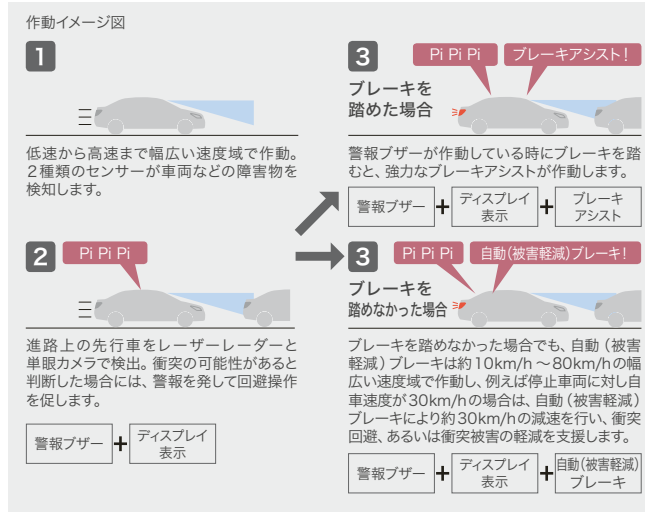 作動イメージ図
1
低速から高速まで幅広い速度域で作動。
2種類のセンサーが車両などの障害物を
検知します。
2
Pi Pi Pi
進路上の先行車をレーザーレーダーと
単眼カメラで検出。衝突の可能性があると
判断した場合には、警報を発して回避操作
を促します。
警報ブザー
+
ディスプレイ
表示
3
Pi Pi Pi
ブレーキアシスト!
ブレーキを
踏めた場合
警報ブザーが作動している時にブレーキを踏
むと、強力なブレーキアシストが作動します。
警報ブザー
+
ディスプレイ
表示
+
ブレーキ
アシスト
3
Pi Pi Pi
自動(被害軽減)ブレーキ!
ブレーキを
踏めなかった場合
ブレーキを踏めなかった場合でも、自動(被害
軽減)ブレーキは約10km/h~80km/hの幅
広い速度域で作動し、例えば停止車両に対し自
車速度が30km/hの場合は、自動(被害軽減)
ブレーキにより約30km/hの減速を行い、衝突
回避、あるいは衝突被害の軽減を支援します。
警報ブザー
+
ディスプレイ
表示
+
自動(被害軽減)
ブレーキ